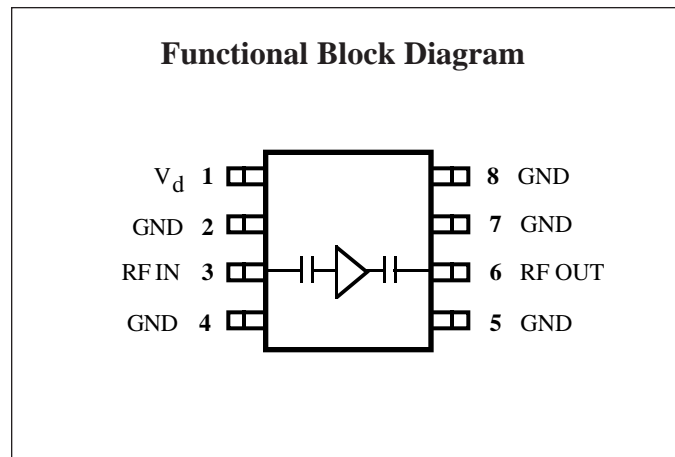 Functional Block Diagram
Vd 1
GND 2
RF IN 3
GND 4
8 GND
7 GND
6 RF OUT
5 GND